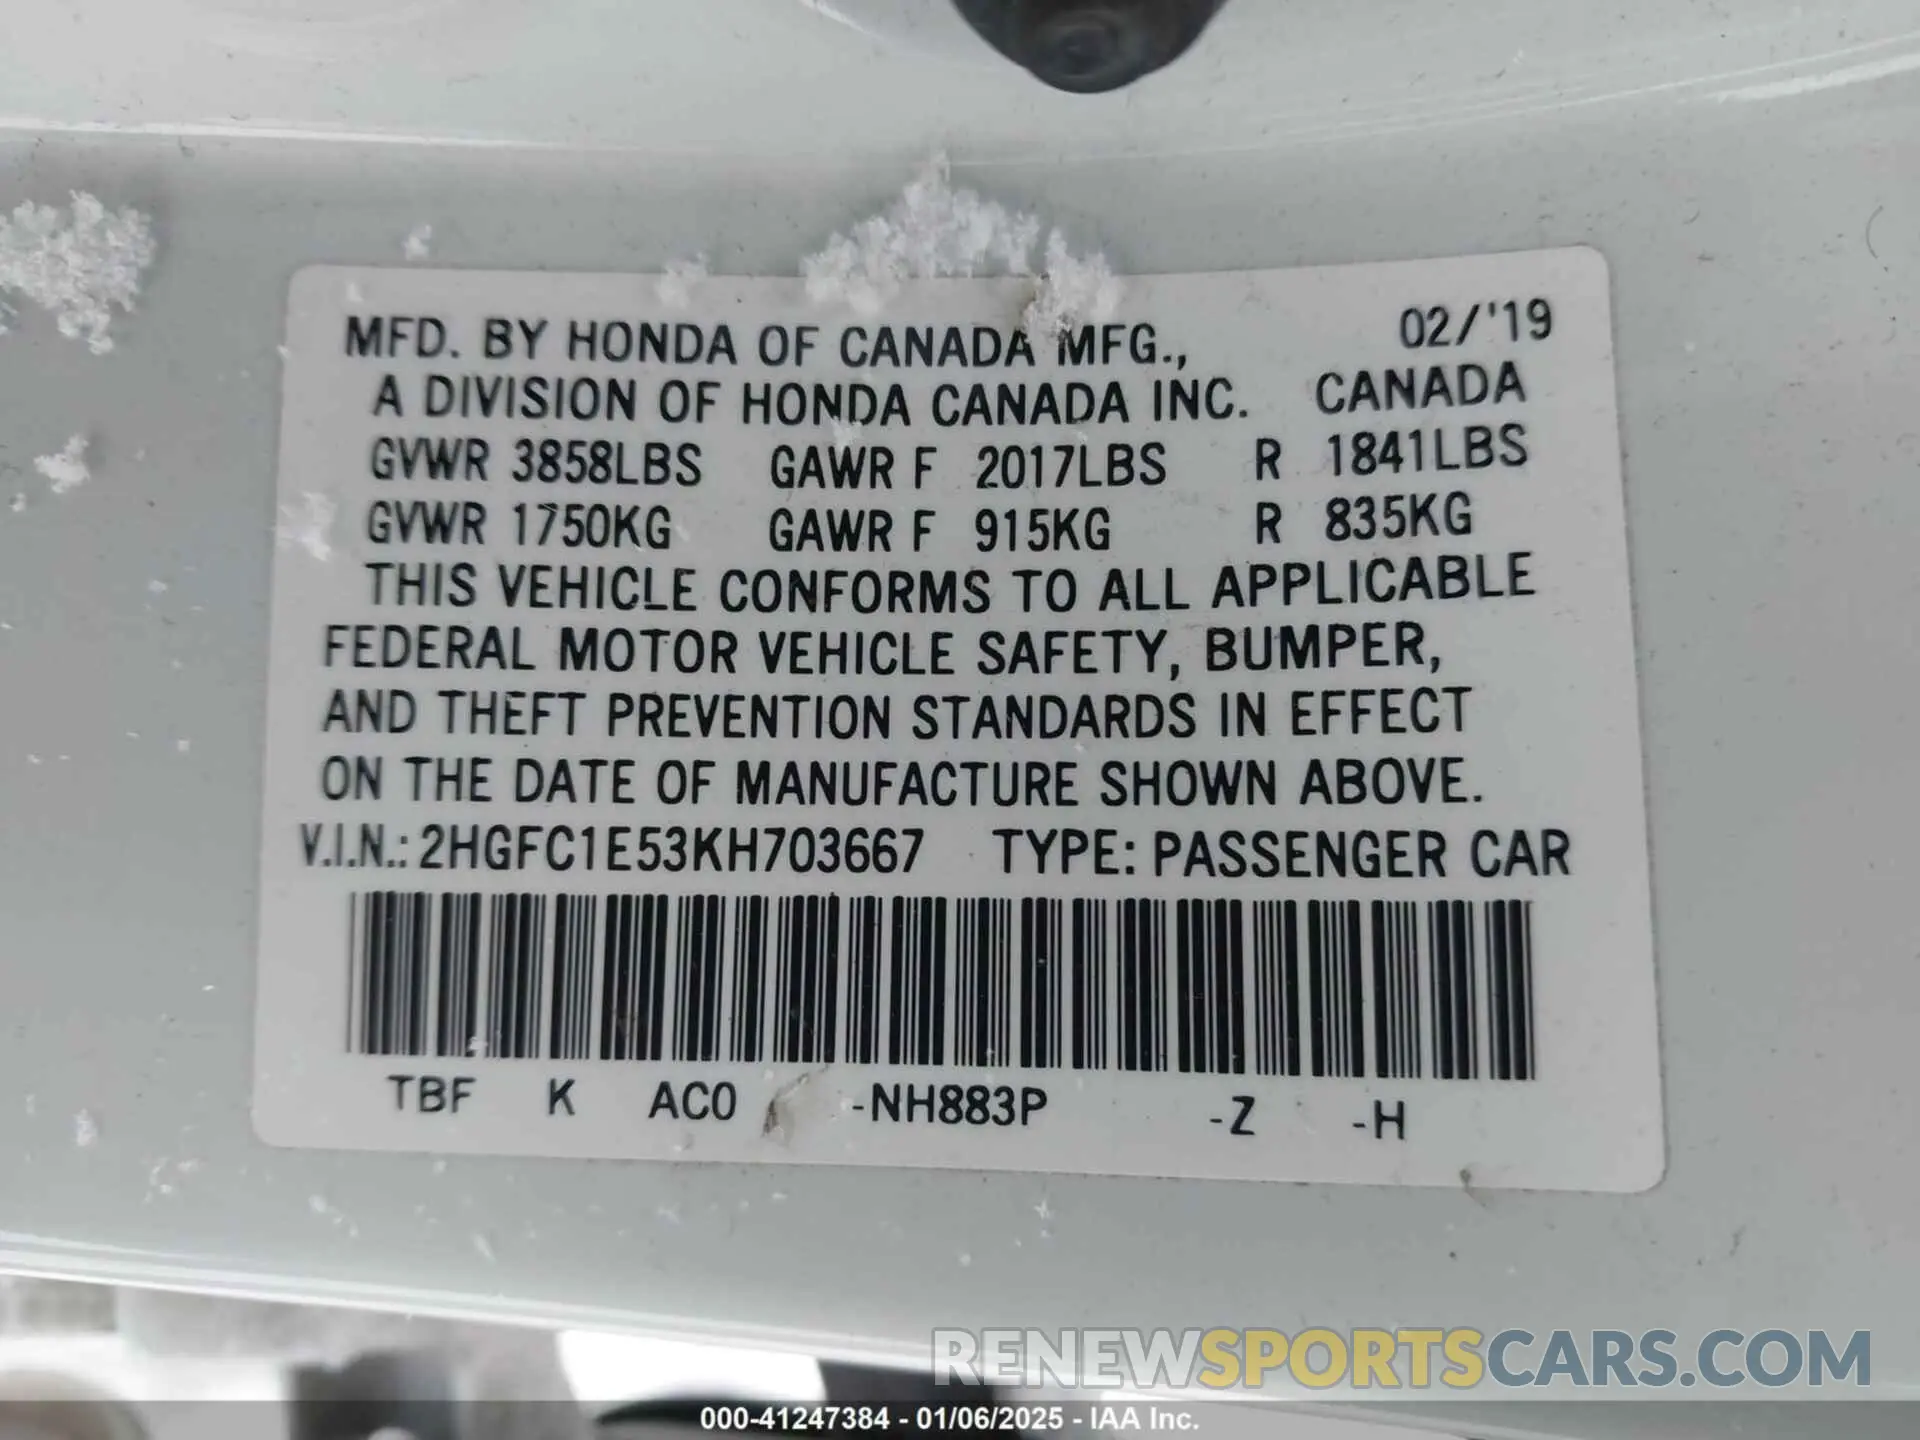 MFD. BY HONDA OF CANADA MFG., 02/'19
A DIVISION OF HONDA CANADA INC. CANADA
GVWR 3858LBS GAWR F 2017LBS R 1841LBS
GVWR 1750KG GAWR F 915KG R 835KG
THIS VEHICLE CONFORMS TO ALL APPLICABLE
FEDERAL MOTOR VEHICLE SAFETY, BUMPER,
AND THEFT PREVENTION STANDARDS IN EFFECT
ON THE DATE OF MANUFACTURE SHOWN ABOVE.
V.I.N.: 2HGFC1E53KH703667 TYPE: PASSENGER CAR
TBF K AC0 -NH883P -Z -H
RENEWSPORTSCARS.COM
000-41247384 - 01/06/2025 - IAA Inc.